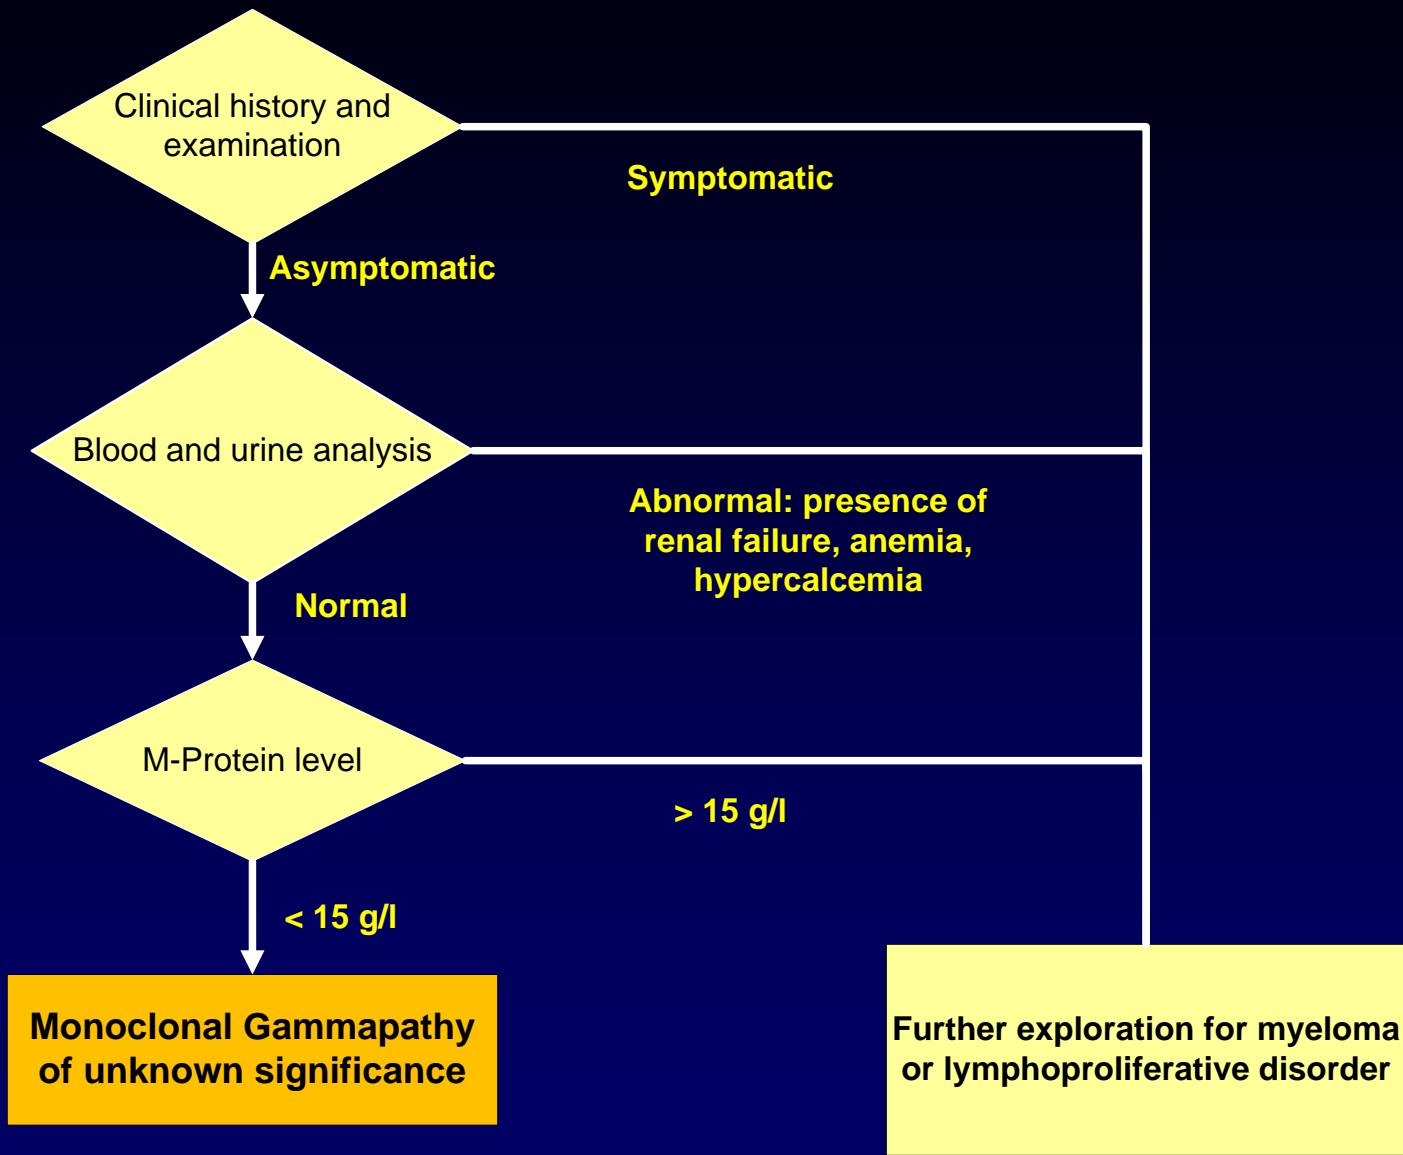 Clinical history and
examination
Symptomatic
Asymptomatic
Blood and urine analysis
Abnormal: presence of
renal failure, anemia,
hypercalcemia
Normal
M-Protein level
> 15 g/l
< 15 g/l
Monoclonal Gammapathy
of unknown significance
Further exploration for myeloma
or lymphoproliferative disorder